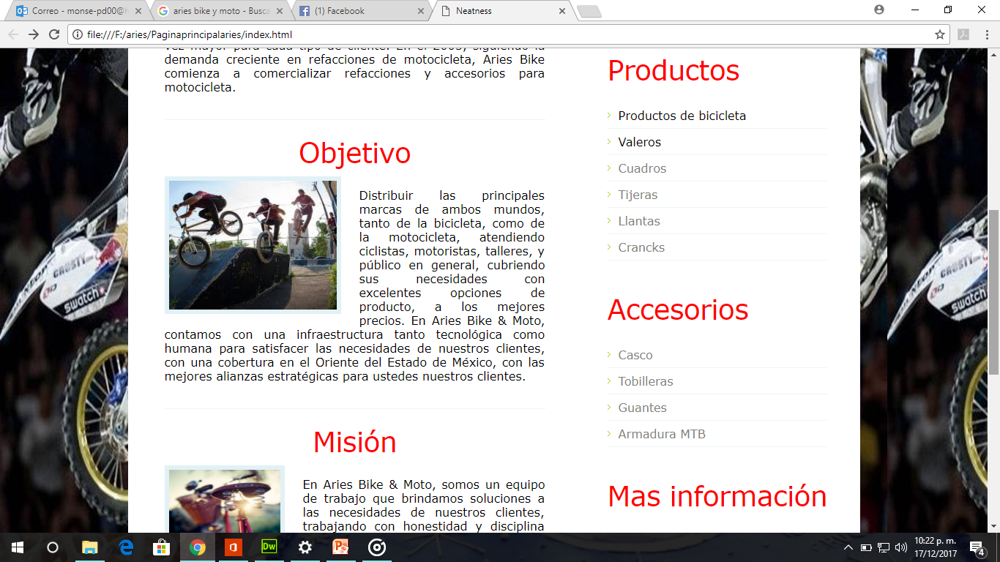 Correo - monse-pd00@h
aries bike y moto - Busca
(1) Facebook
Neatness
file:///F:/aries/Paginaprincipalaries/index.html
vez mayor para cada tipo de cliente. En el 2005, siguiendo la
demanda creciente en refacciones de motocicleta, Aries Bike
comienza a comercializar refacciones y accesorios para
motocicleta.
Objetivo
Distribuir las principales
marcas de ambos mundos,
tanto de la bicicleta, como de
la motocicleta, atendiendo
ciclistas, motoristas, talleres, y
público en general, cubriendo
sus necesidades con
excelentes opciones de
producto, a los mejores
precios. En Aries Bike & Moto,
contamos con una infraestructura tanto tecnológica como
humana para satisfacer las necesidades de nuestros clientes,
con una cobertura en el Oriente del Estado de México, con las
mejores alianzas estratégicas para ustedes nuestros clientes.
Misión
En Aries Bike & Moto, somos un equipo
de trabajo que brindamos soluciones a
las necesidades de nuestros clientes,
trabajando con honestidad y disciplina
Productos
Productos de bicicleta
Valeros
Cuadros
Tijeras
Llantas
Crancks
Accesorios
Casco
Tobilleras
Guantes
Armadura MTB
Mas información
CRUSTY
swatch
CRUSTY
swatch
Dw
10:22 p. m.
17/12/2017
4